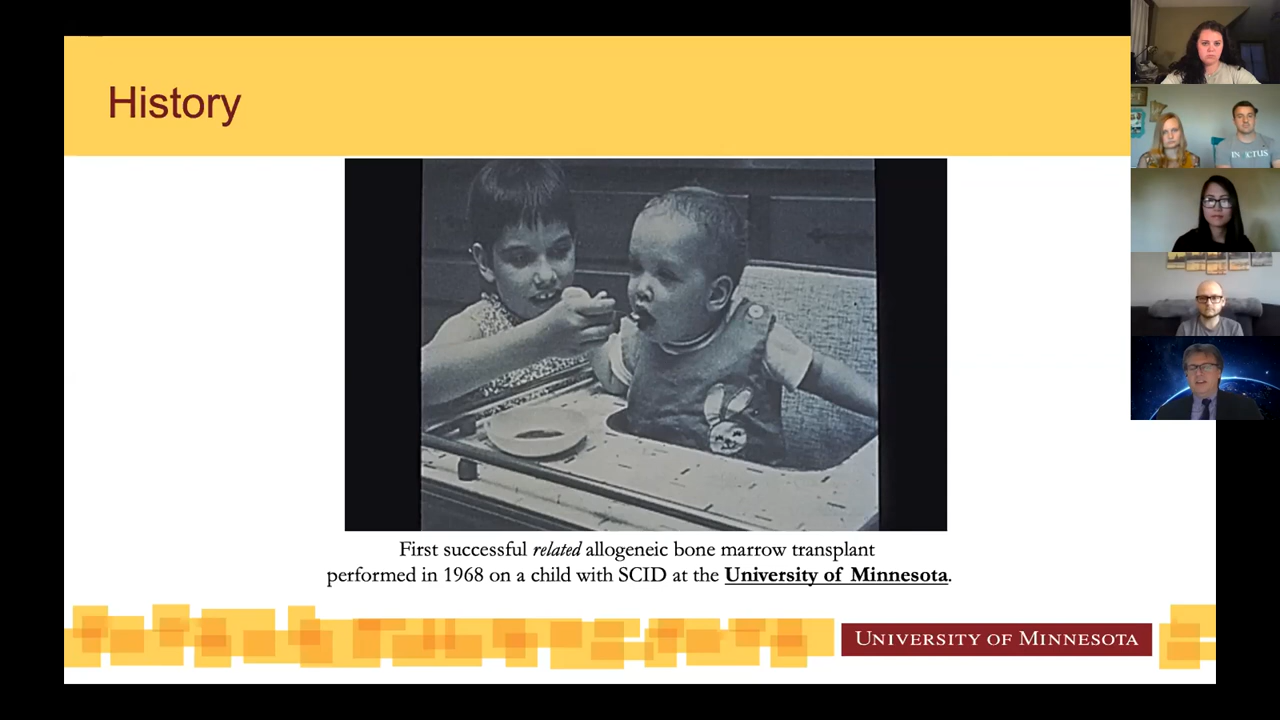 History
First successful related allogeneic bone marrow transplant
performed in 1968 on a child with SCID at the University of Minnesota.
UNIVERSITY OF MINNESOTA